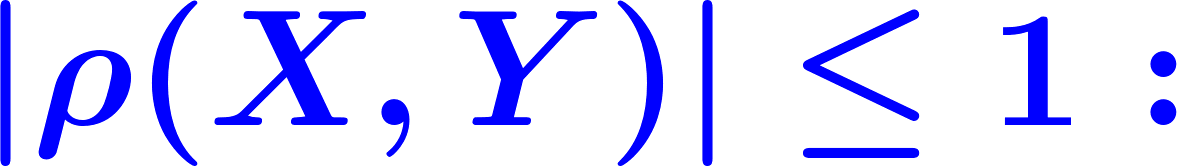 |ρ(X, Y)| ≤ 1 :